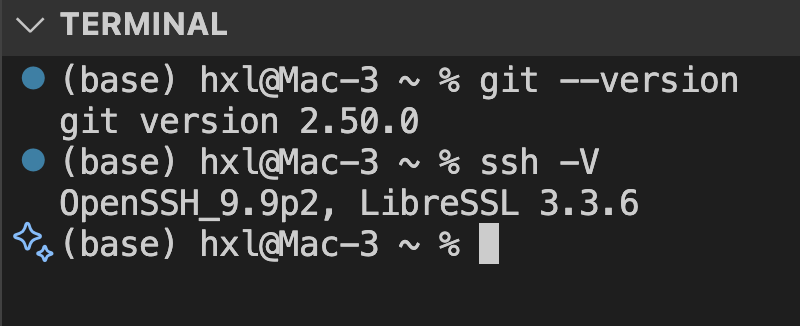 TERMINAL
(base) hxl@Mac-3 ~ % git --version
git version 2.50.0
(base) hxl@Mac-3 ~ % ssh -V
OpenSSH_9.9p2, LibreSSL 3.3.6
(base) hxl@Mac-3 ~ %